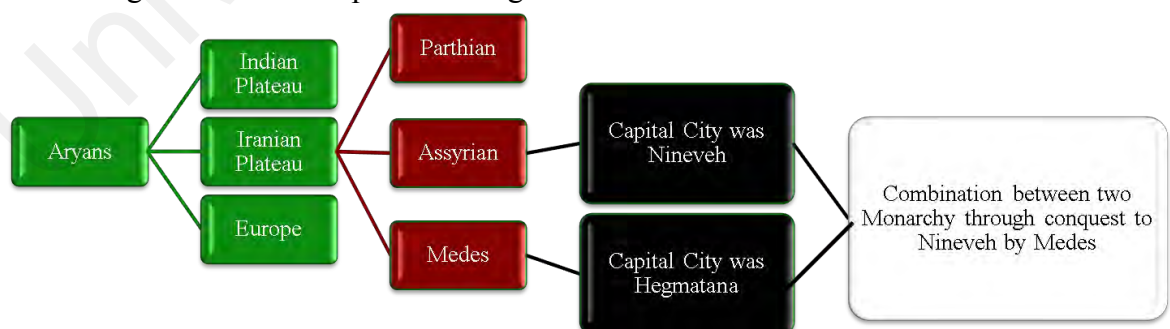 Indian
Plateau
Parthian
Aryans
Iranian
Plateau
Assyrian
Capital City was
Nineveh
Europe
Medes
Capital City was
Hegmatana
Combination between two
Monarchy through conquest to
Nineveh by Medes